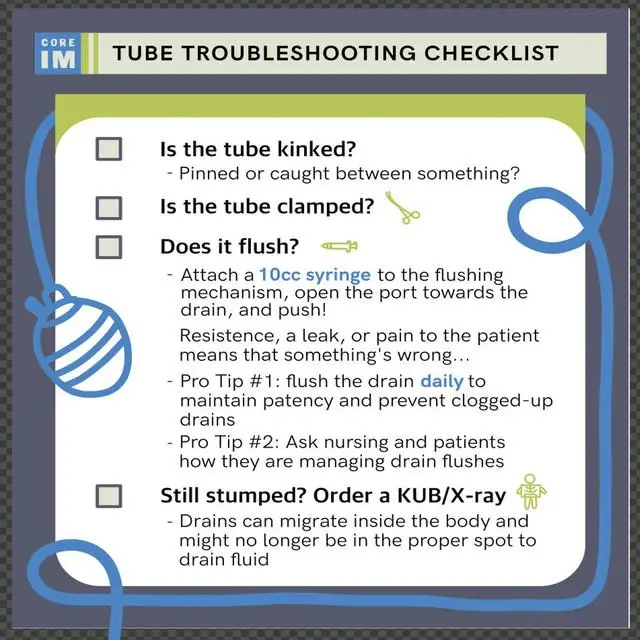 CORE
IM
TUBE TROUBLESHOOTING CHECKLIST
Is the tube kinked?
- Pinned or caught between something?
Is the tube clamped?
Does it flush?
- Attach a 10cc syringe to the flushing
mechanism, open the port towards the
drain, and push!
Resistence, a leak, or pain to the patient
means that something's wrong...
- Pro Tip #1: flush the drain daily to
maintain patency and prevent clogged-up
drains
- Pro Tip #2: Ask nursing and patients
how they are managing drain flushes
Still stumped? Order a KUB/X-ray
- Drains can migrate inside the body and
might no longer be in the proper spot to
drain fluid